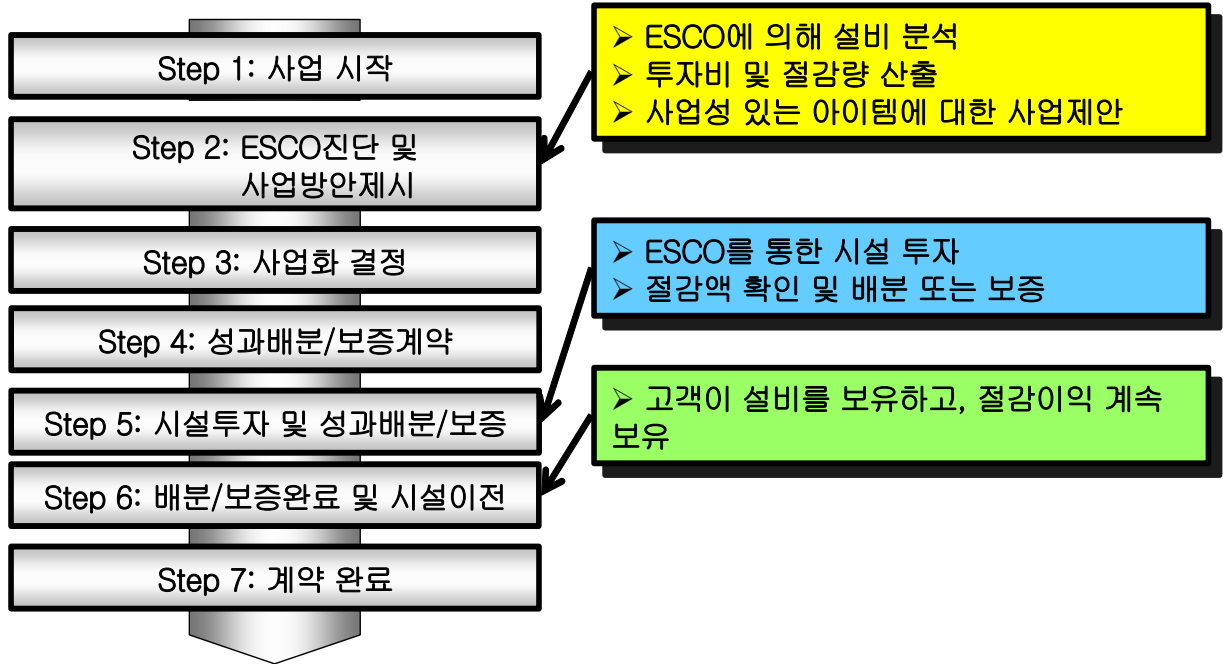 Step 1: 사업 시작
Step 2: ESCO진단 및
사업방안제시
Step 3: 사업화 결정
Step 4: 성과배분/보증계약
Step 5: 시설투자 및 성과배분/보증
Step 6: 배분/보증완료 및 시설이전
Step 7: 계약 완료
➢ ESCO에 의해 설비 분석
➢ 투자비 및 절감량 산출
➢ 사업성 있는 아이템에 대한 사업제안
➢ ESCO를 통한 시설 투자
➢ 절감액 확인 및 배분 또는 보증
➢ 고객이 설비를 보유하고, 절감이익 계속
보유